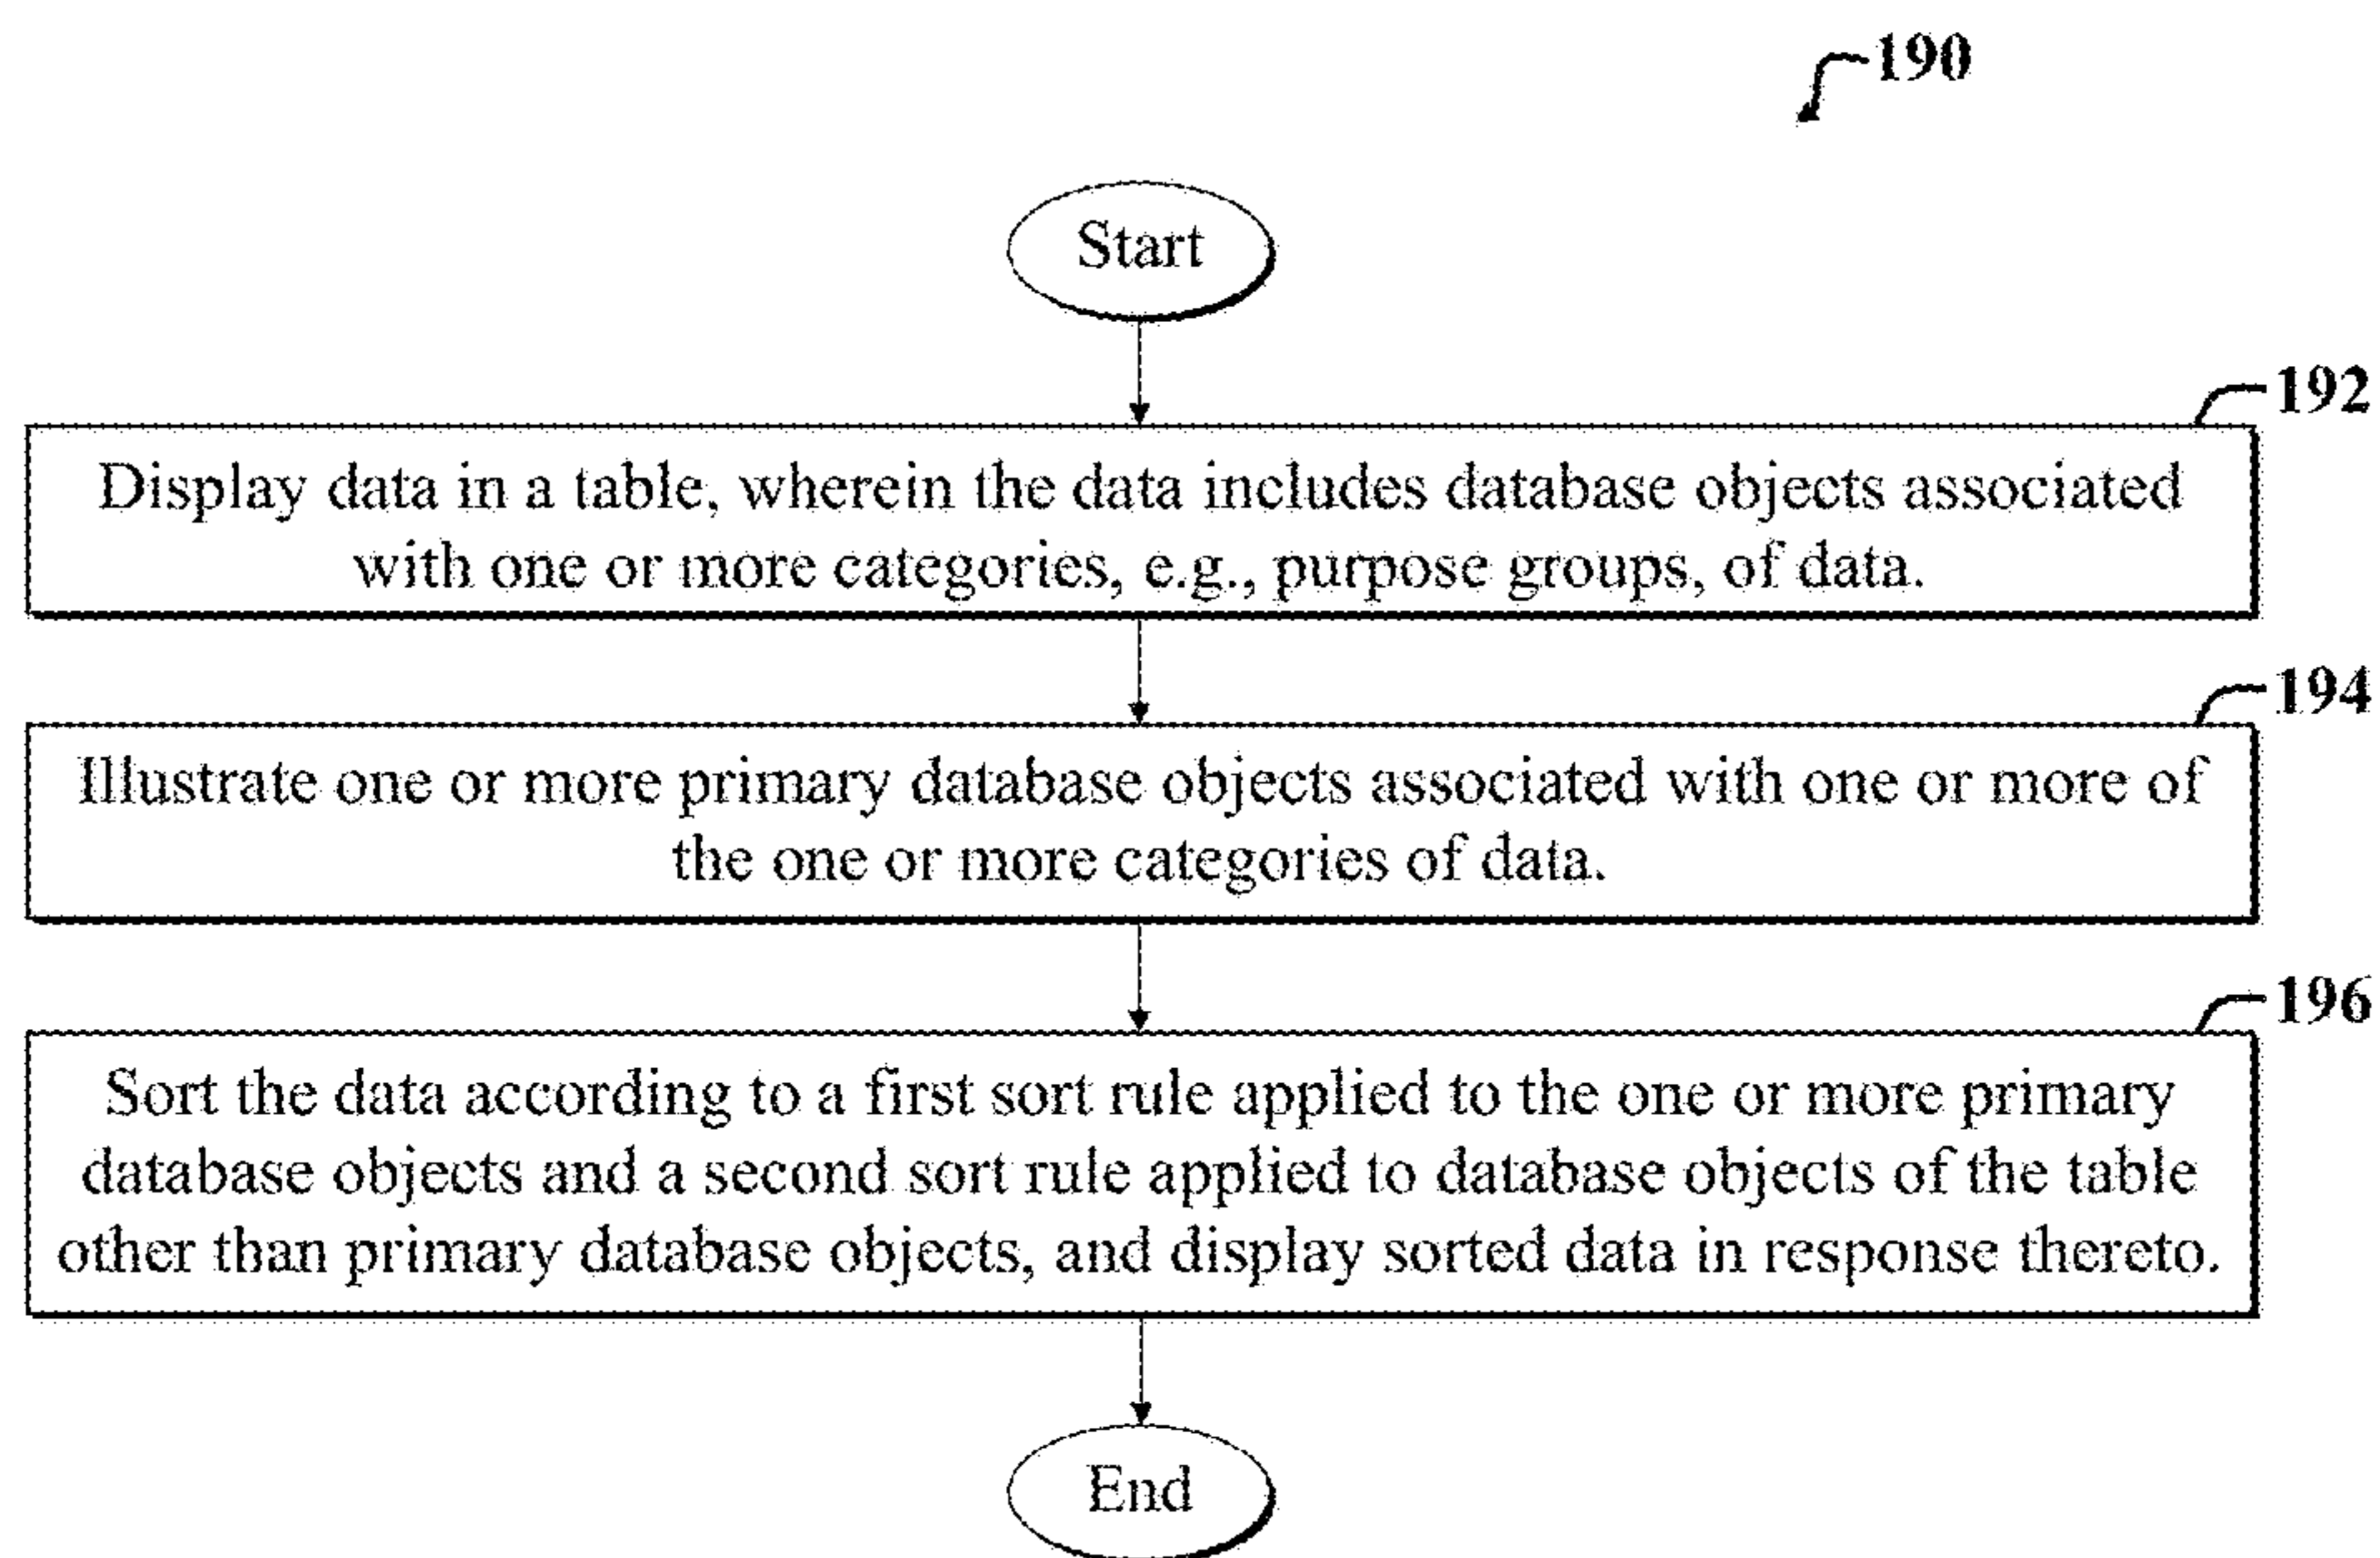 190
Start
192
Display data in a table, wherein the data includes database objects associated
with one or more categories, e.g., purpose groups, of data.
194
Illustrate one or more primary database objects associated with one or more of
the one or more categories of data.
196
Sort the data according to a first sort rule applied to the one or more primary
database objects and a second sort rule applied to database objects of the table
other than primary database objects, and display sorted data in response thereto.
End